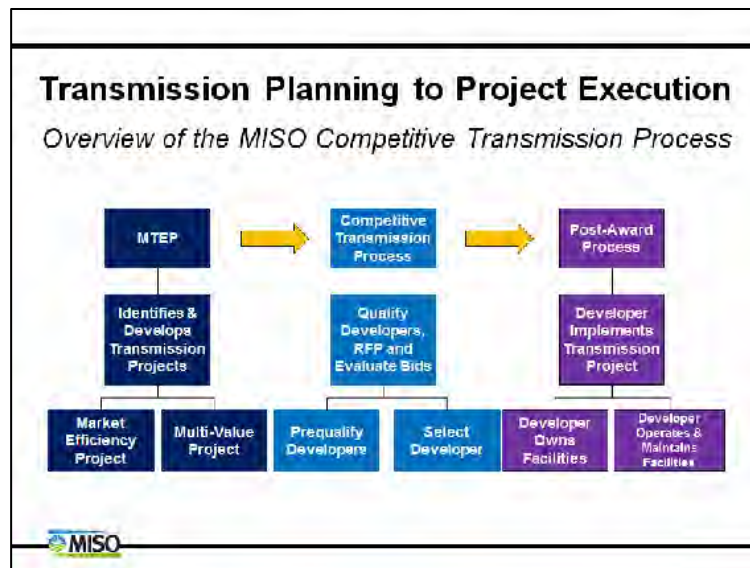 Transmission Planning to Project Execution
Overview of the MISO Competitive Transmission Process
MTEP
Competitive
Transmission
Process
Post-Award
Process
Identifies &
Develops
Transmission
Projects
Quality
Developers,
RFP and
Evaluate Bids
Developer
Implements
Transmission
Project
Market
Efficiency
Project
Multi-Value
Project
Prequalify
Developers
Select
Developer
Developer
Owns
Facilities
Developer
Operates &
Maintains
Facilities
MISO